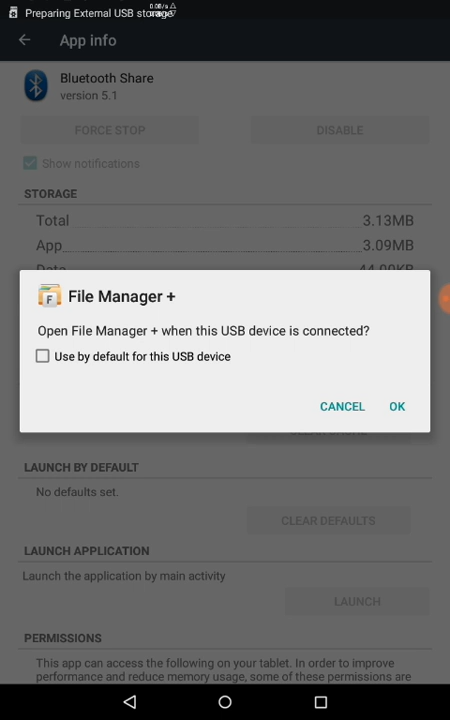 Preparing External USB storage
App info
Bluetooth Share
version 5.1
FORCE STOP
DISABLE
Show notifications
STORAGE
Total 3.13MB
App 3.09MB
File Manager +
Open File Manager + when this USB device is connected?
Use by default for this USB device
CANCEL OK
LAUNCH BY DEFAULT
No defaults set.
CLEAR DEFAULTS
LAUNCH APPLICATION
Launch the application by main activity
LAUNCH
PERMISSIONS
This app can access the following on your tablet. In order to improve
performance and reduce memory usage, some of these permissions are